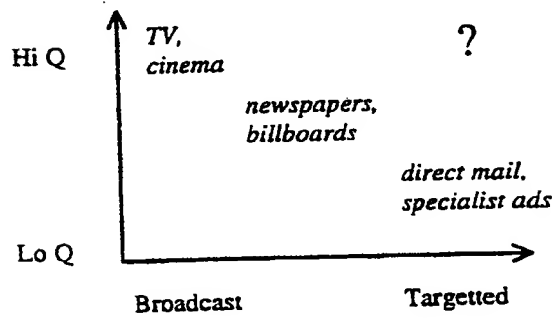 Hi Q
TV,
cinema
?
newspapers,
billboards
direct mail,
specialist ads
Lo Q
Broadcast
Targetted